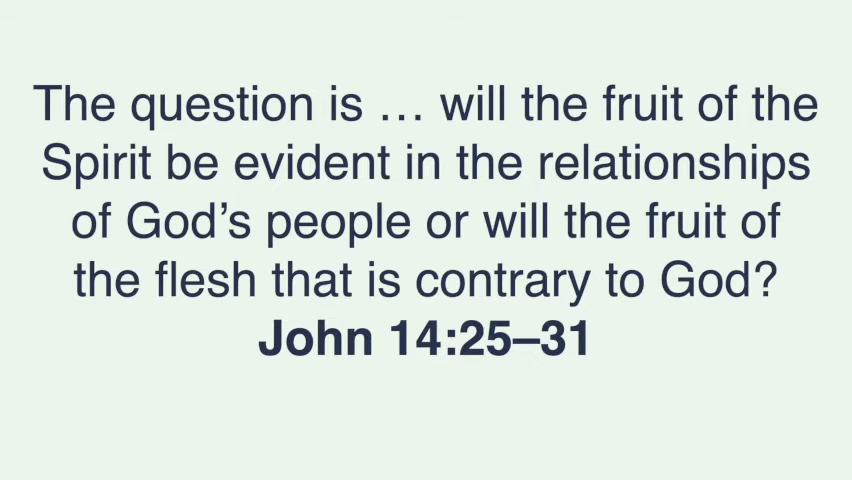 The question is … will the fruit of the
Spirit be evident in the relationships
of God’s people or will the fruit of
the flesh that is contrary to God?
John 14:25–31